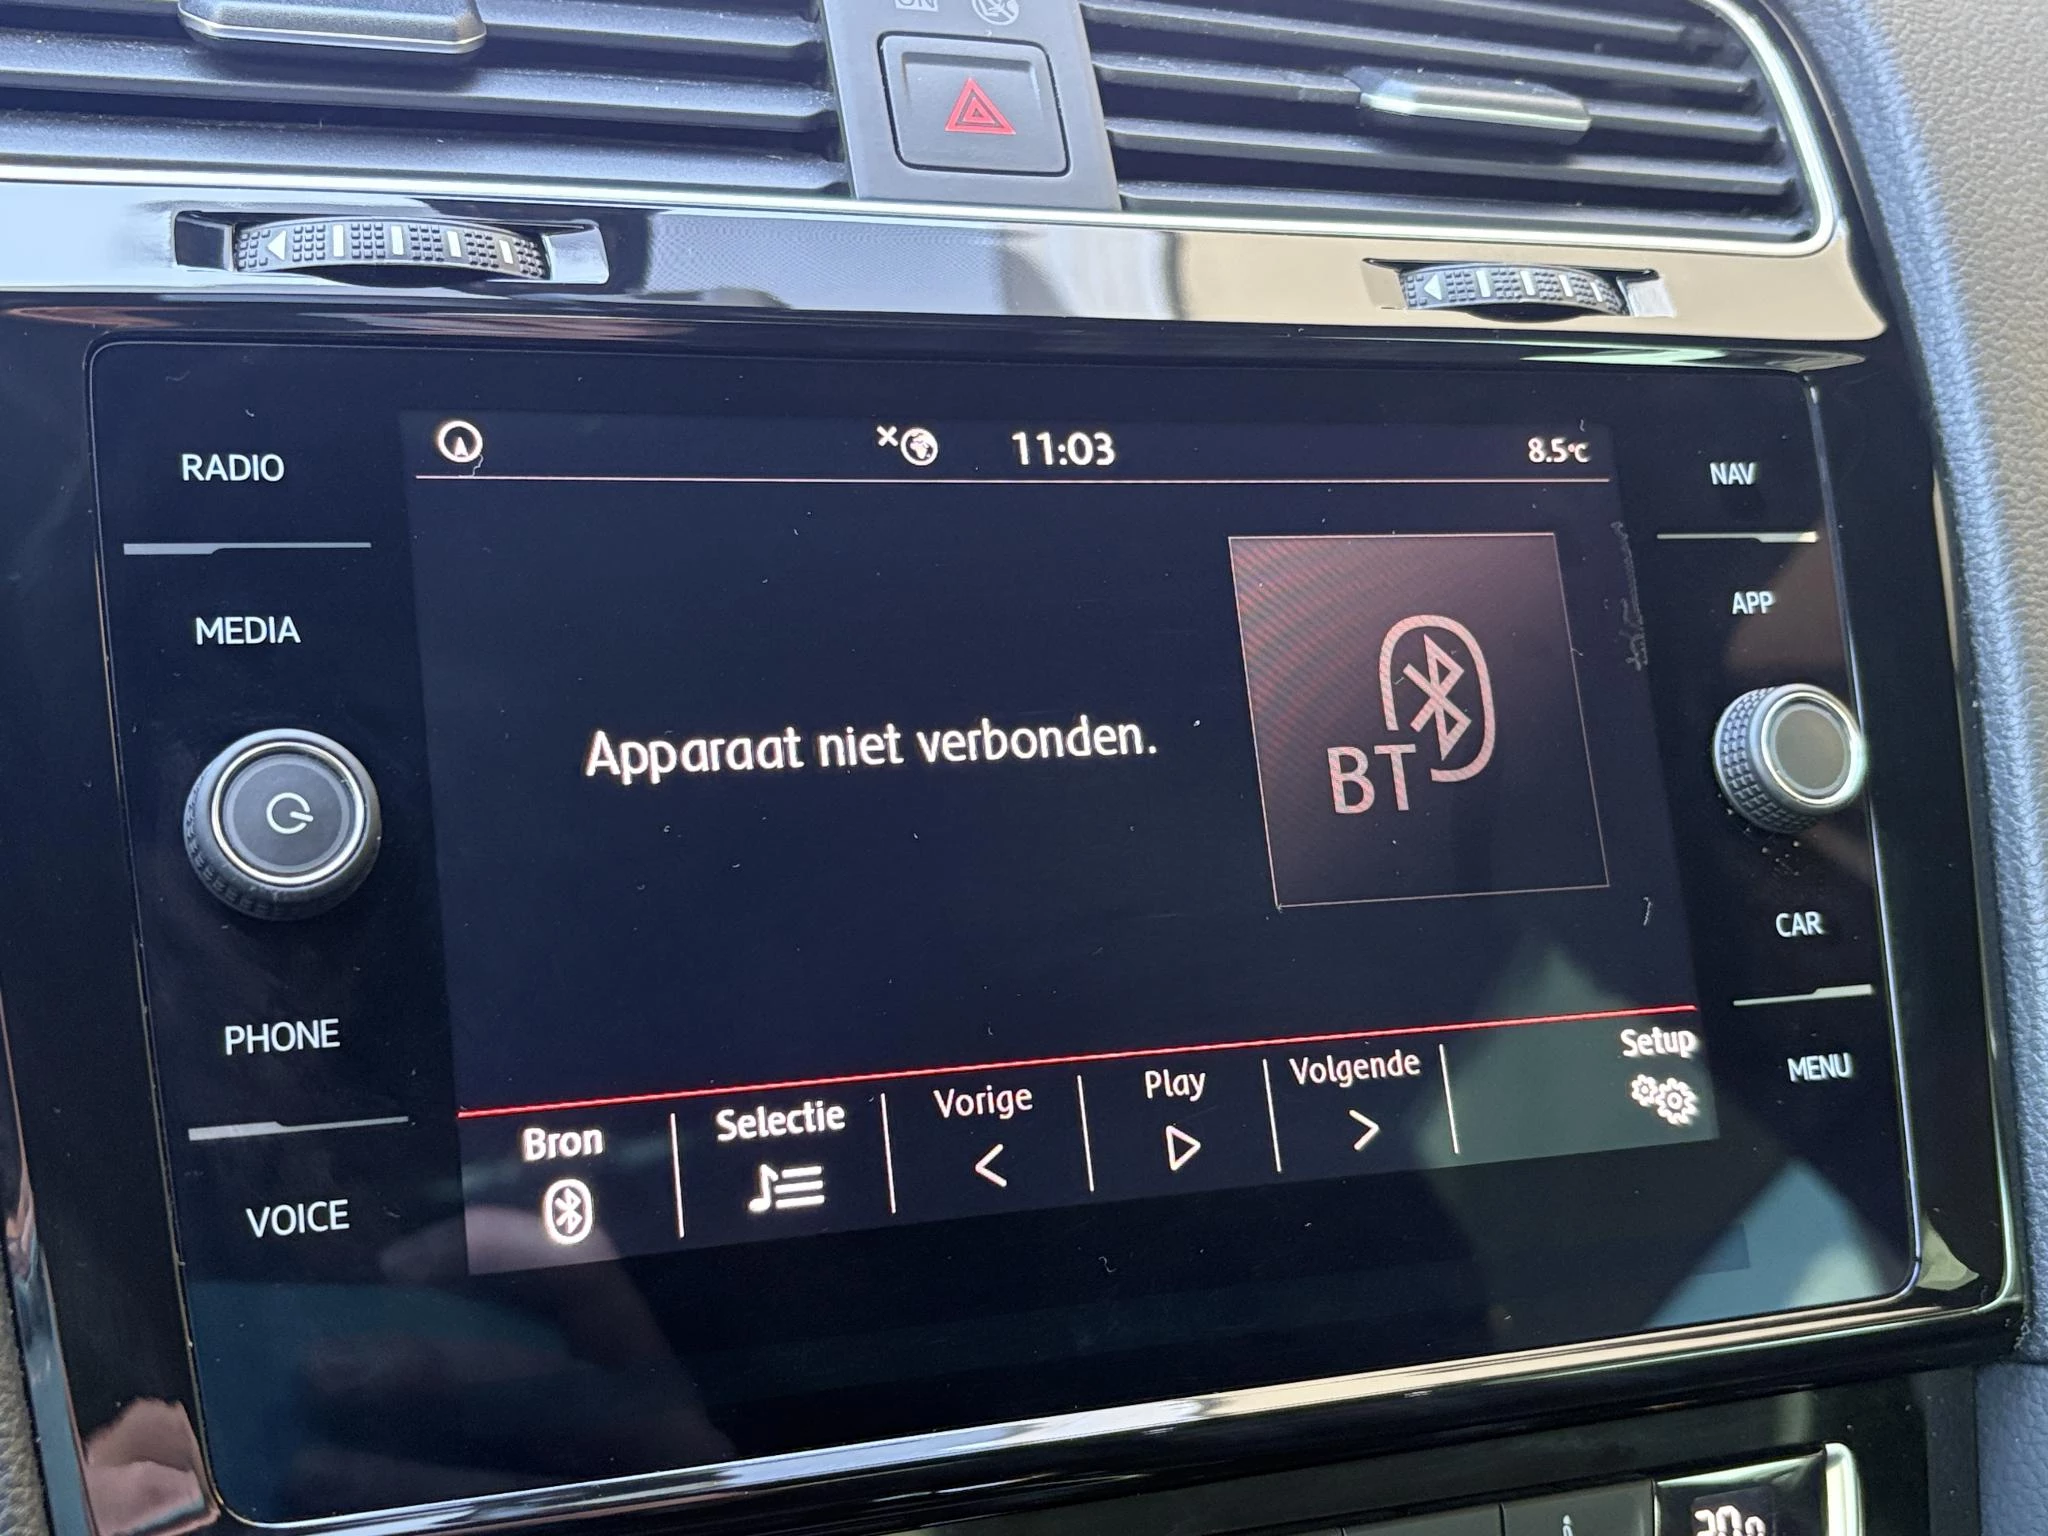 ON
RADIO
11:03
8.5°C
NAV
MEDIA
APP
Apparaat niet verbonden.
BT
CAR
PHONE
MENU
Bron
Selectie
Vorige
Play
Volgende
Setup
VOICE